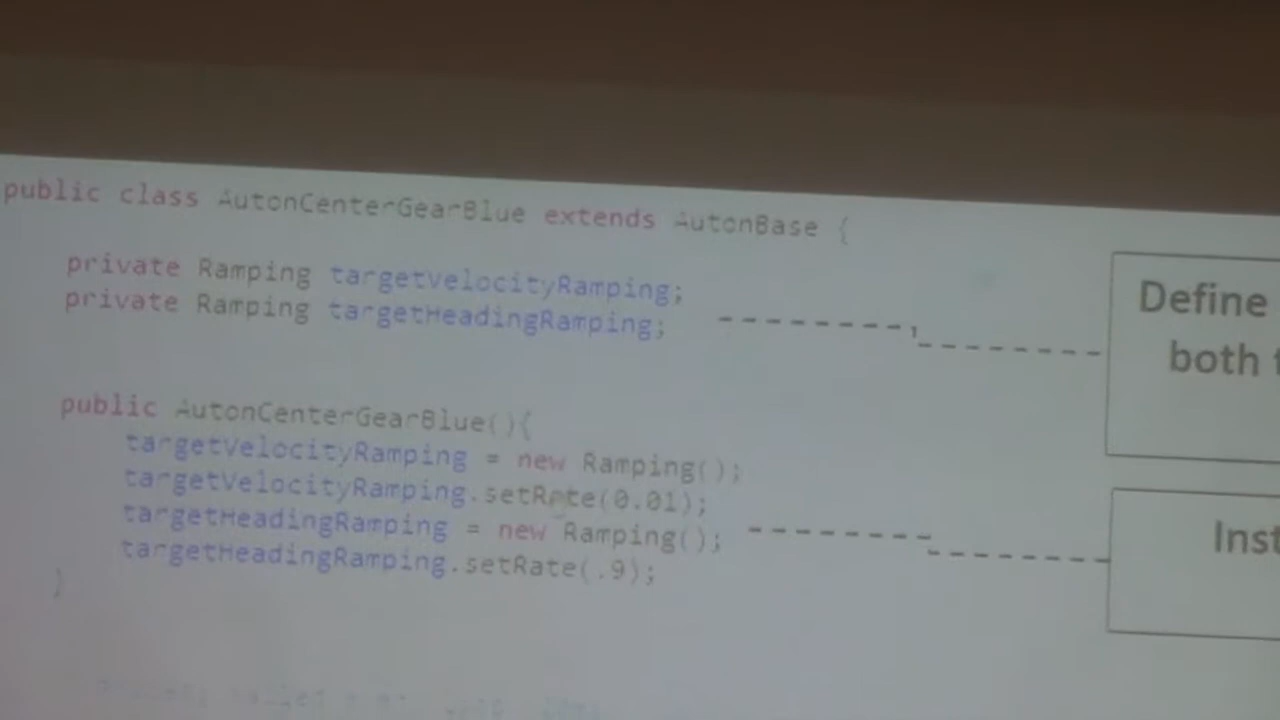 public class AutonCenterGearBlue extends AutonBase {
private Ramping targetVelocityRamping;
private Ramping targetHeadingRamping;
Define
both
public AutonCenterGearBlue(){
targetVelocityRamping = new Ramping();
targetVelocityRamping.setRate(0.01);
targetHeadingRamping = new Ramping();
targetHeadingRamping.setRate(.9);
}
Inst